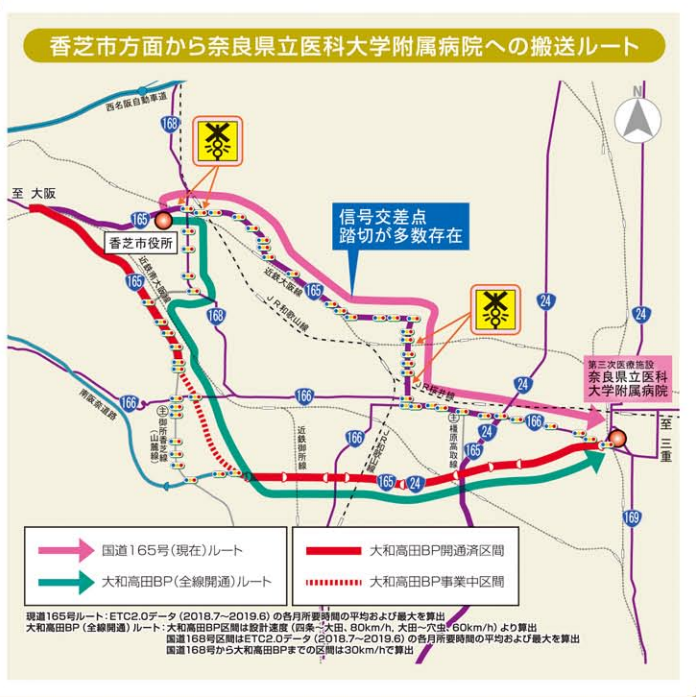 香芝市方面から奈良県立医科大学附属病院への搬送ルート
西名阪自動車道
N
168
至 大阪
165
香芝市役所
信号交差点
踏切が多数存在
近鉄南大阪線
165
近鉄大阪線
165
JR和歌山線
168
24
24
第三次医療施設
奈良県立医科
大学附属病院
JR桜井線
南阪奈道路
166
166
24
主
御所香芝線
(山麓線)
近鉄御所線
166
JR和歌山線
主
橿原高取線
24
165
166
至 三重
165
24
169
国道165号(現在)ルート
大和高田BP(全線開通)ルート
大和高田BP開通済区間
大和高田BP事業中区間
現道165号ルート:ETC2.0データ(2018.7~2019.6)の各月所要時間の平均および最大を算出
大和高田BP(全線開通)ルート:大和高田BP区間は設計速度(四条~大田、80km/h, 大田~穴虫、60km/h)より算出
国道168号区間はETC2.0データ(2018.7~2019.6)の各月所要時間の平均および最大を算出
国道168号から大和高田BPまでの区間は30km/hで算出